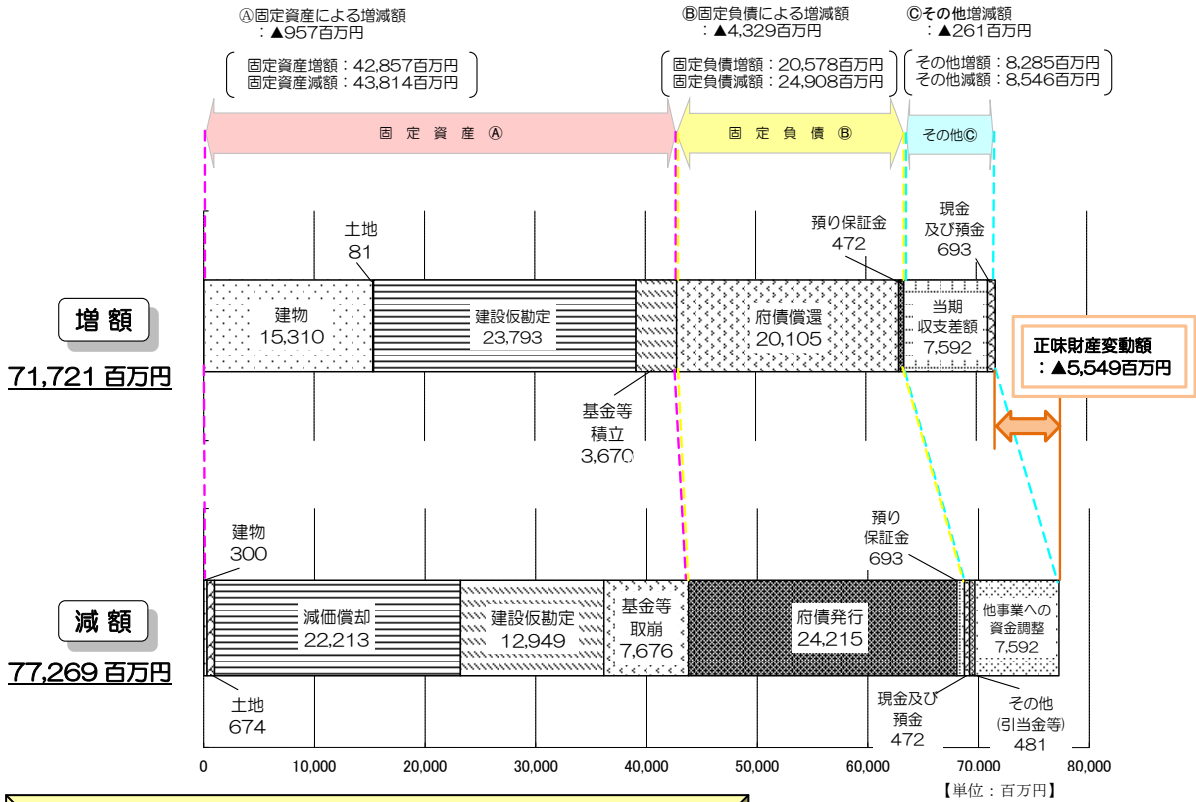 Ⓐ固定資産による増減額
：▲957百万円
固定資産増額：42,857百万円
固定資産減額：43,814百万円
Ⓑ固定負債による増減額
：▲4,329百万円
固定負債増額：20,578百万円
固定負債減額：24,908百万円
Ⓒその他増減額
：▲261百万円
その他増額：8,285百万円
その他減額：8,546百万円
固 定 資 産 Ⓐ
固 定 負 債 Ⓑ
その他Ⓒ
増 額
71,721 百万円
建物
15,310
土地
81
建設仮勘定
23,793
基金等
積立
3,670
府債償還
20,105
預り保証金
472
当期
収支差額
7,592
現金
及び預金
693
正味財産変動額
：▲5,549百万円
減 額
77,269 百万円
建物
300
土地
674
減価償却
22,213
建設仮勘定
12,949
基金等
取崩
7,676
府債発行
24,215
預り
保証金
693
現金及び
預金
472
その他
(引当金等)
481
他事業への
資金調整
7,592
0
10,000
20,000
30,000
40,000
50,000
60,000
70,000
80,000
【単位：百万円】